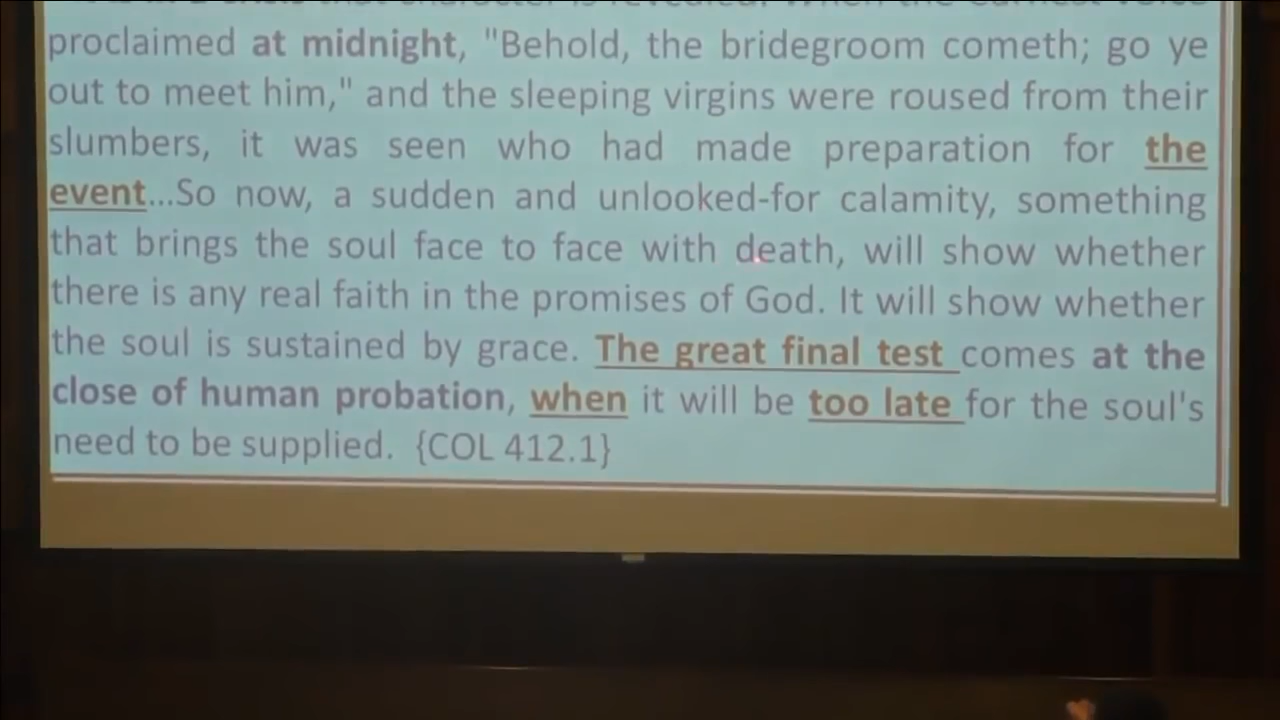 proclaimed at midnight, "Behold, the bridegroom cometh; go ye
out to meet him," and the sleeping virgins were roused from their
slumbers, it was seen who had made preparation for the
event...So now, a sudden and unlooked-for calamity, something
that brings the soul face to face with death, will show whether
there is any real faith in the promises of God. It will show whether
the soul is sustained by grace. The great final test comes at the
close of human probation, when it will be too late for the soul's
need to be supplied. {COL 412.1}